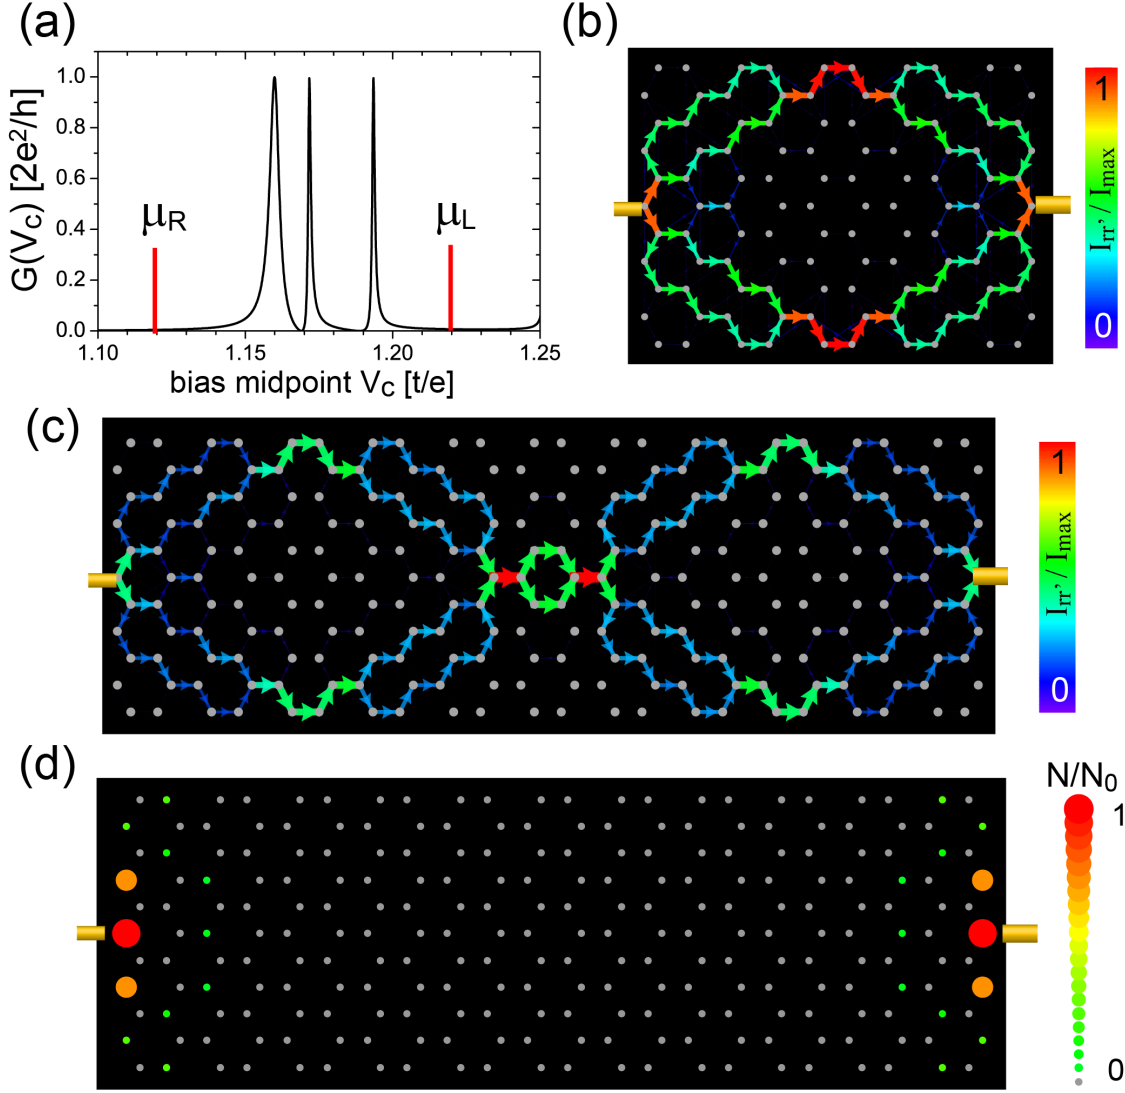 (a)
G(V_C) [2e²/h]
1.0
0.8
0.6
0.4
0.2
0.0
μ_R
μ_L
1.10
1.15
1.20
1.25
bias midpoint V_C [t/e]
(b)
1
I_rr' / I_max
0
(c)
1
I_rr' / I_max
0
(d)
N/N₀
1
0